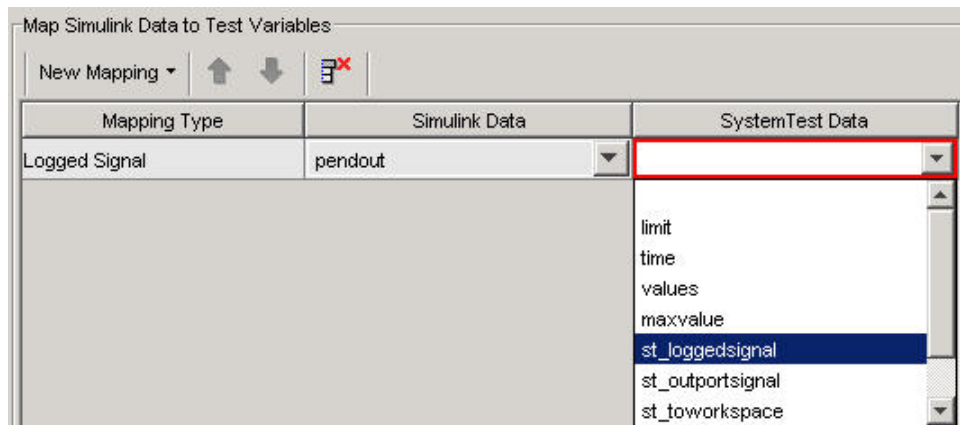 Map Simulink Data to Test Variables
New Mapping
Mapping Type Simulink Data SystemTest Data
Logged Signal pendout
limit
time
values
maxvalue
st_loggedsignal
st_outportsignal
st_toworkspace